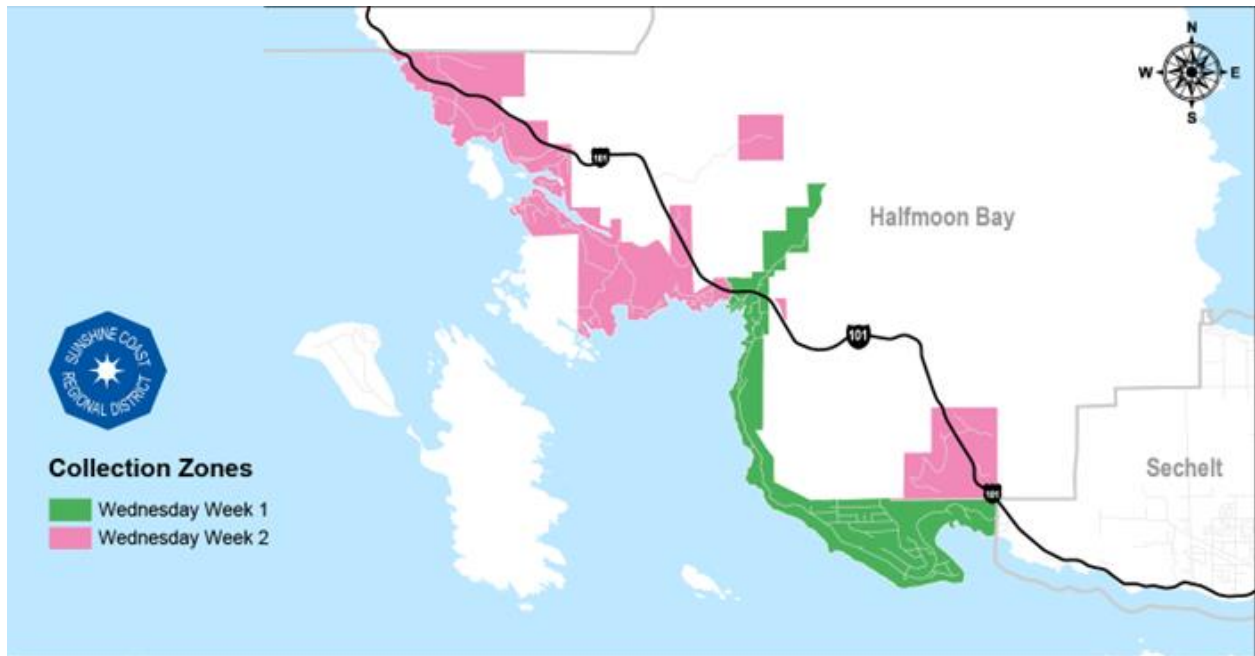 N
W
E
S
101
Halfmoon Bay
101
SUNSHINE COAST
REGIONAL DISTRICT
Sechelt
Collection Zones
101
Wednesday Week 1
Wednesday Week 2